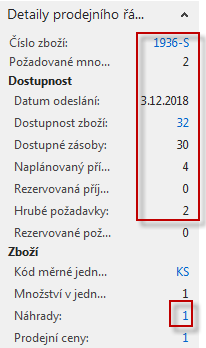 Detaily prodejního řá...
Číslo zboží: 1936-S
Požadované mno... 2
Dostupnost
Datum odeslání: 3.12.2018
Dostupnost zboží: 32
Dostupné zásoby: 30
Naplánovaný pří... 4
Rezervovaná příj... 0
Hrubé požadavky: 2
Rezervované pož... 0
Zboží
Kód měrné jedn... KS
Množství v jedn... 1
Náhrady: 1
Prodejní ceny: 1